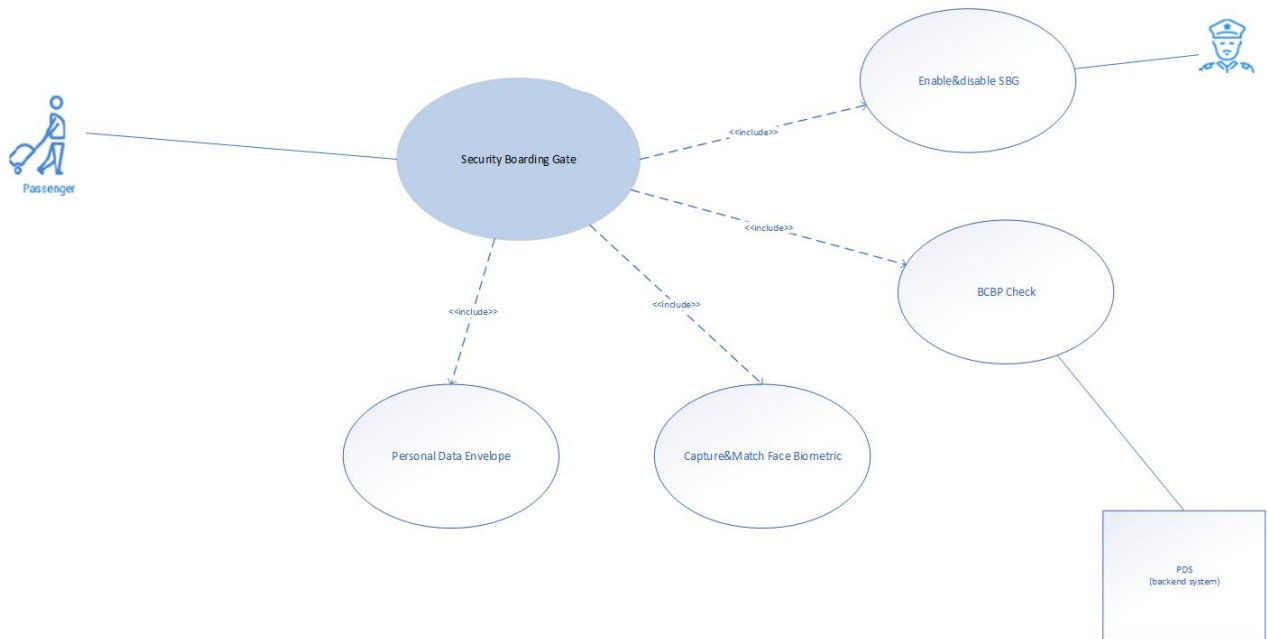 Enable&disable SBG
<<include>>
Security Boarding Gate
Passenger
<<include>>
BCBP Check
<<include>>
<<include>>
Personal Data Envelope
Capture&Match Face Biometric
PDS
(backend system)